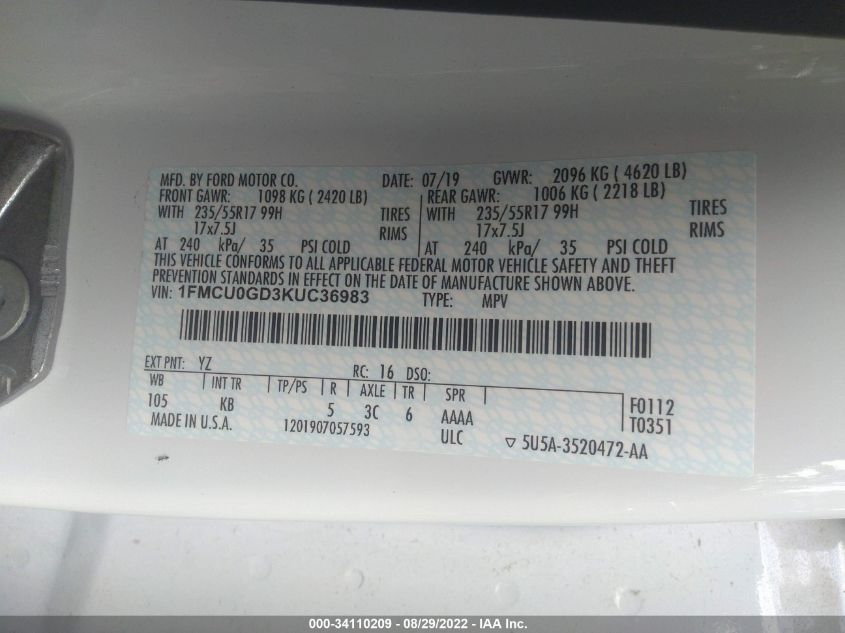 MFD. BY FORD MOTOR CO. DATE: 07/19 GVWR: 2096 KG ( 4620 LB)
FRONT GAWR: 1098 KG ( 2420 LB) REAR GAWR: 1006 KG ( 2218 LB)
WITH 235/55R17 99H TIRES WITH 235/55R17 99H TIRES
17x7.5J RIMS 17x7.5J RIMS
AT 240 kPa/ 35 PSI COLD AT 240 kPa/ 35 PSI COLD
THIS VEHICLE CONFORMS TO ALL APPLICABLE FEDERAL MOTOR VEHICLE SAFETY AND THEFT
PREVENTION STANDARDS IN EFFECT ON THE DATE OF MANUFACTURE SHOWN ABOVE.
VIN: 1FMCU0GD3KUC36983 TYPE: MPV
EXT PNT: YZ RC: 16 DSO:
WB INT TR TP/PS R AXLE TR SPR
105 KB 5 3C 6 AAAA F0112
MADE IN U.S.A. 1201907057593 ULC T0351
▽ 5U5A-3520472-AA
000-34110209 - 08/29/2022 - IAA Inc.